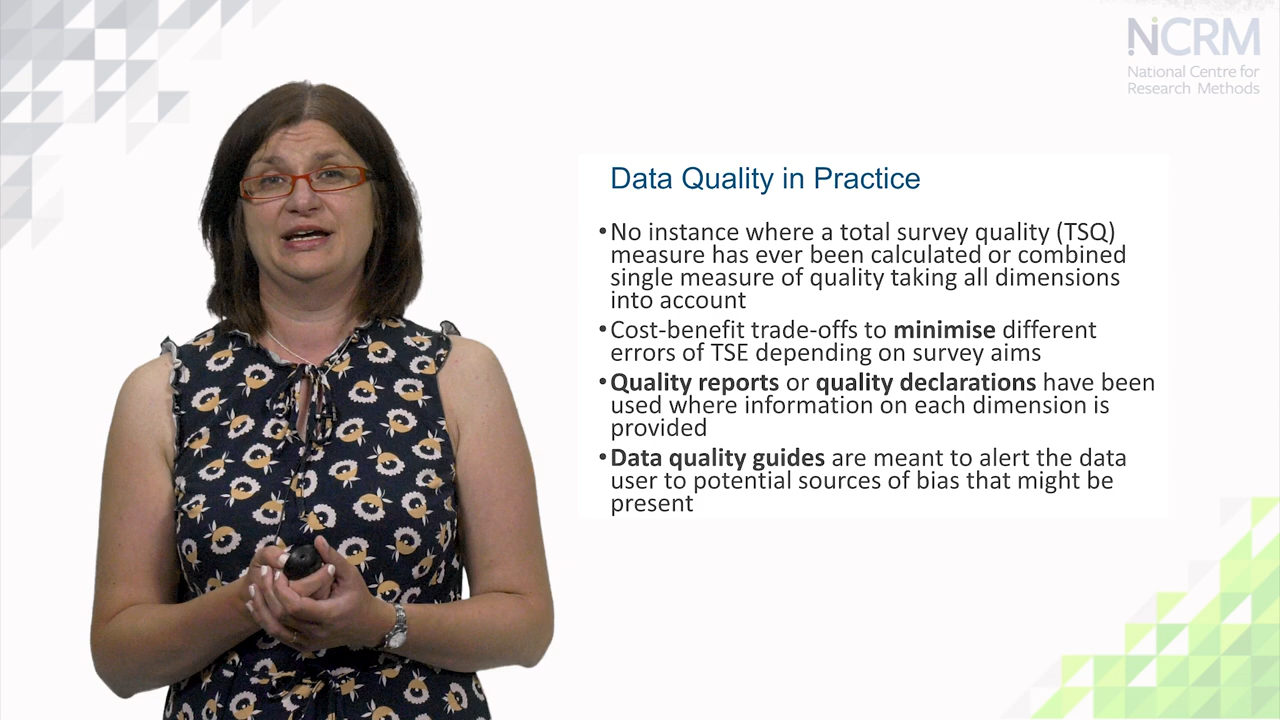 NCRM
National Centre for
Research Methods
Data Quality in Practice
•No instance where a total survey quality (TSQ)
measure has ever been calculated or combined
single measure of quality taking all dimensions
into account
•Cost-benefit trade-offs to minimise different
errors of TSE depending on survey aims
•Quality reports or quality declarations have been
used where information on each dimension is
provided
•Data quality guides are meant to alert the data
user to potential sources of bias that might be
present